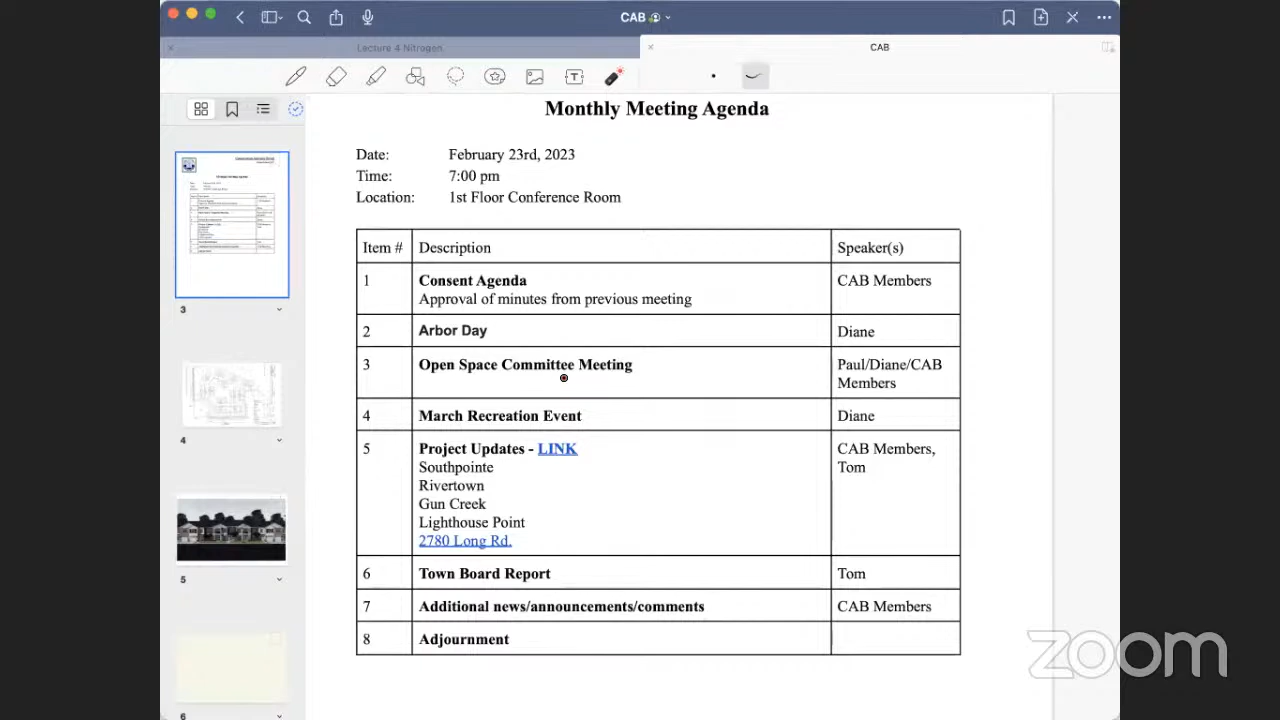 CAB
Lecture 4 Nitrogen
CAB
Monthly Meeting Agenda
Date: February 23rd, 2023
Time: 7:00 pm
Location: 1st Floor Conference Room
Item # Description Speaker(s)
1 Consent Agenda CAB Members
Approval of minutes from previous meeting
2 Arbor Day Diane
3 Open Space Committee Meeting Paul/Diane/CAB
Members
4 March Recreation Event Diane
5 Project Updates - LINK CAB Members,
Southpointe Tom
Rivertown
Gun Creek
Lighthouse Point
2780 Long Rd.
6 Town Board Report Tom
7 Additional news/announcements/comments CAB Members
8 Adjournment
3
4
5
6
zoom